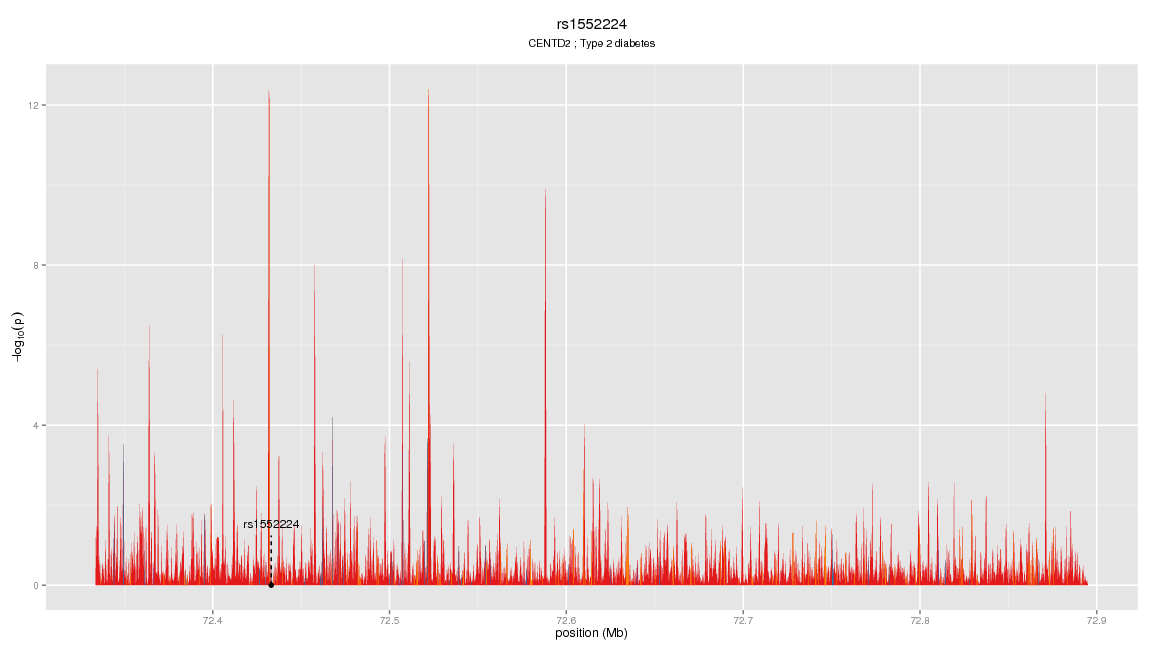 rs1552224
CENTD2 ; Type 2 diabetes
12
8
4
0
−log10(p)
rs1552224
72.4 72.5 72.6 72.7 72.8 72.9
position (Mb)